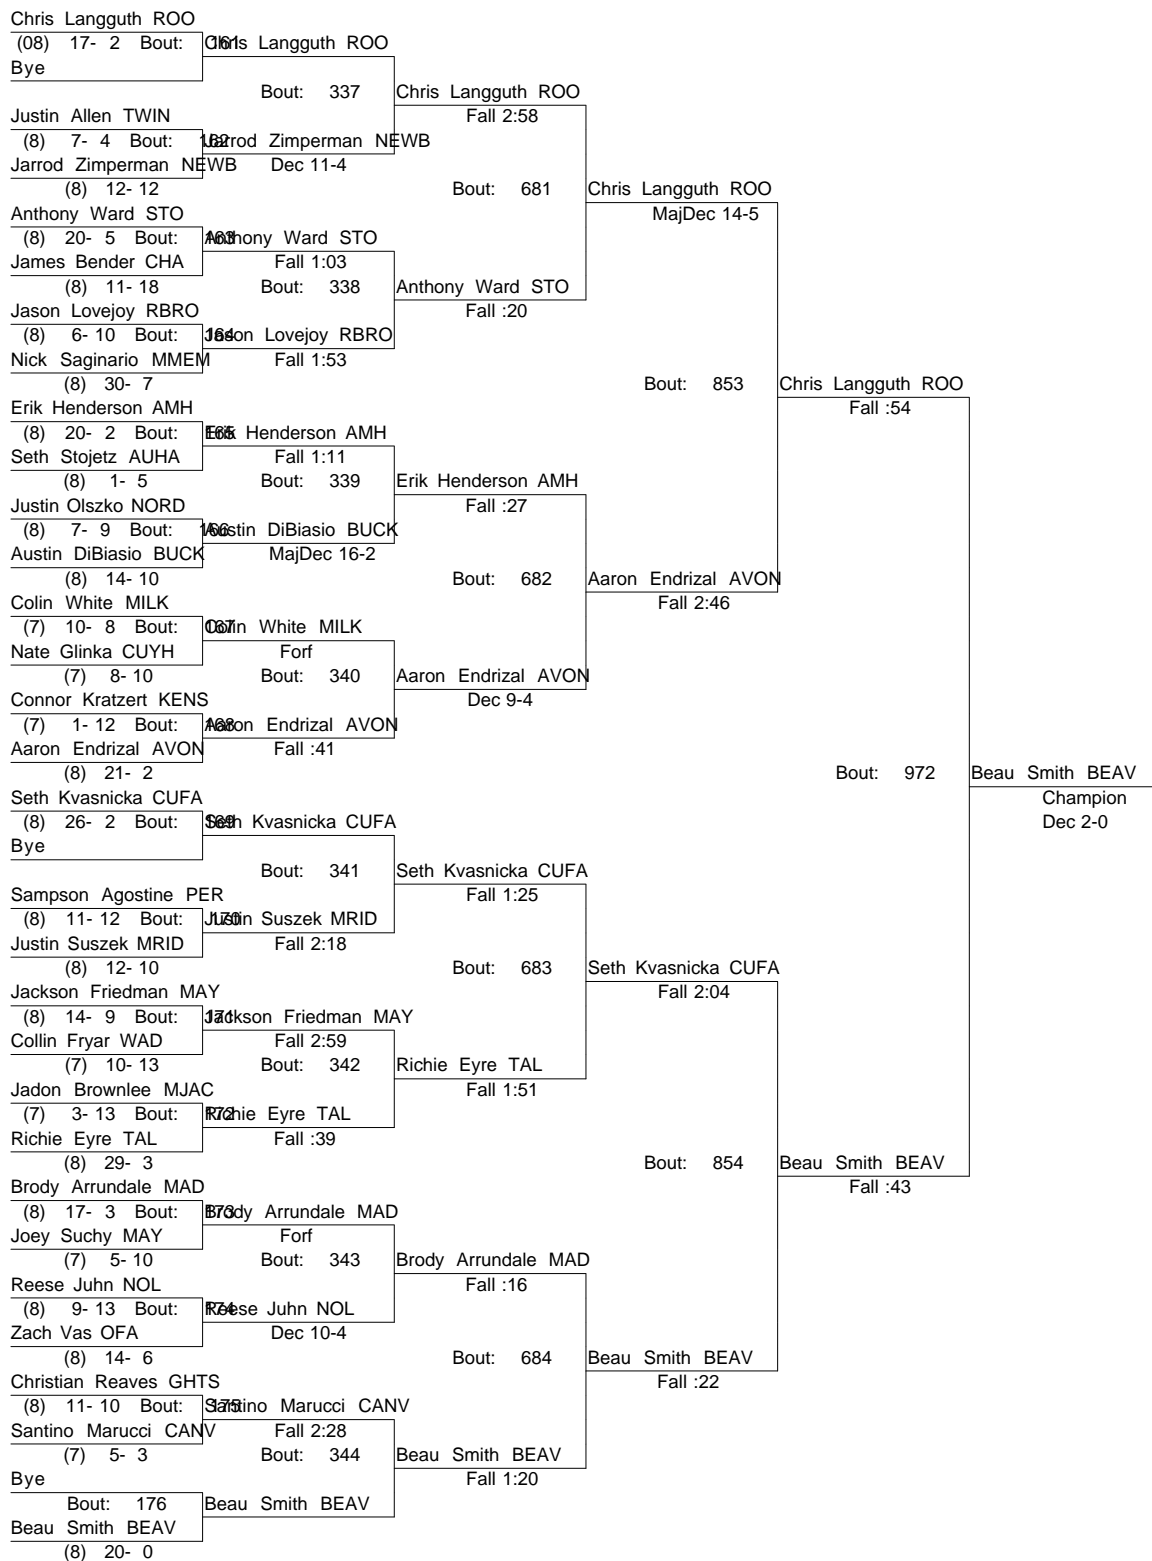 Chris Langguth ROO
(08) 17- 2 Bout: 161 Chris Langguth ROO
Bye
Bout: 337 Chris Langguth ROO
Justin Allen TWIN Fall 2:58
(8) 7- 4 Bout: 162 Jarrod Zimperman NEWB
Jarrod Zimperman NEWB Dec 11-4
(8) 12- 12 Bout: 681 Chris Langguth ROO
Anthony Ward STO MajDec 14-5
(8) 20- 5 Bout: 163 Anthony Ward STO
James Bender CHA Fall 1:03
(8) 11- 18 Bout: 338 Anthony Ward STO
Jason Lovejoy RBRO Fall :20
(8) 6- 10 Bout: 164 Jason Lovejoy RBRO
Nick Saginario MMEM Fall 1:53
(8) 30- 7 Bout: 853 Chris Langguth ROO
Erik Henderson AMH Fall :54
(8) 20- 2 Bout: 165 Erik Henderson AMH
Seth Stojetz AUHA Fall 1:11
(8) 1- 5 Bout: 339 Erik Henderson AMH
Justin Olszko NORD Fall :27
(8) 7- 9 Bout: 166 Austin DiBiasio BUCK
Austin DiBiasio BUCK MajDec 16-2
(8) 14- 10 Bout: 682 Aaron Endrizal AVON
Colin White MILK Fall 2:46
(7) 10- 8 Bout: 167 Colin White MILK
Nate Glinka CUYH Forf
(7) 8- 10 Bout: 340 Aaron Endrizal AVON
Connor Kratzert KENS Dec 9-4
(7) 1- 12 Bout: 168 Aaron Endrizal AVON
Aaron Endrizal AVON Fall :41
(8) 21- 2 Bout: 972 Beau Smith BEAV
Seth Kvasnicka CUFA Champion
(8) 26- 2 Bout: 169 Seth Kvasnicka CUFA Dec 2-0
Bye
Bout: 341 Seth Kvasnicka CUFA
Sampson Agostine PER Fall 1:25
(8) 11- 12 Bout: 170 Justin Suszek MRID
Justin Suszek MRID Fall 2:18
(8) 12- 10 Bout: 683 Seth Kvasnicka CUFA
Jackson Friedman MAY Fall 2:04
(8) 14- 9 Bout: 171 Jackson Friedman MAY
Collin Fryar WAD Fall 2:59
(7) 10- 13 Bout: 342 Richie Eyre TAL
Jadon Brownlee MJAC Fall 1:51
(7) 3- 13 Bout: 172 Richie Eyre TAL
Richie Eyre TAL Fall :39
(8) 29- 3 Bout: 854 Beau Smith BEAV
Brody Arrundale MAD Fall :43
(8) 17- 3 Bout: 173 Brody Arrundale MAD
Joey Suchy MAY Forf
(7) 5- 10 Bout: 343 Brody Arrundale MAD
Reese Juhn NOL Fall :16
(8) 9- 13 Bout: 174 Reese Juhn NOL
Zach Vas OFA Dec 10-4
(8) 14- 6 Bout: 684 Beau Smith BEAV
Christian Reaves GHTS Fall :22
(8) 11- 10 Bout: 175 Santino Marucci CANV
Santino Marucci CANV Fall 2:28
(7) 5- 3 Bout: 344 Beau Smith BEAV
Bye Fall 1:20
Bout: 176 Beau Smith BEAV
Beau Smith BEAV
(8) 20- 0